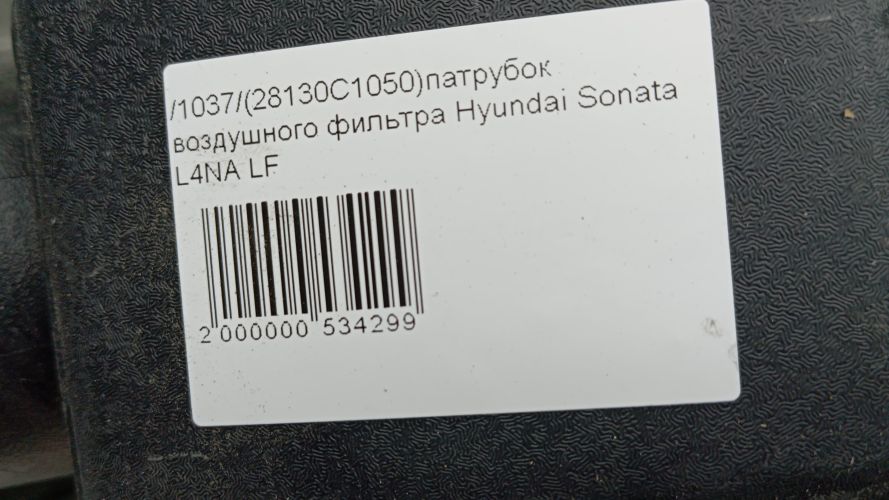 /1037/(28130C1050)патрубок
воздушного фильтра Hyundai Sonata
L4NA LF
2 000000 534299